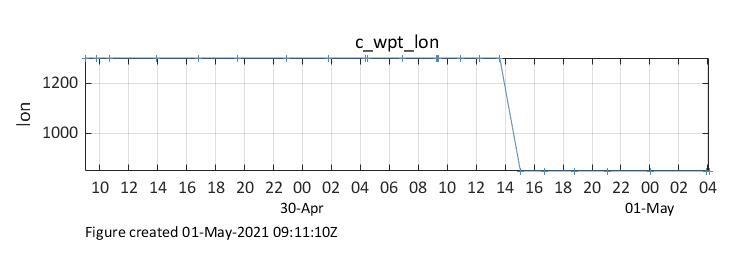 c_wpt_lon
lon
1200
1000
10 12 14 16 18 20 22 00 02 04 06 08 10 12 14 16 18 20 22 00 02 04
30-Apr 01-May
Figure created 01-May-2021 09:11:10Z